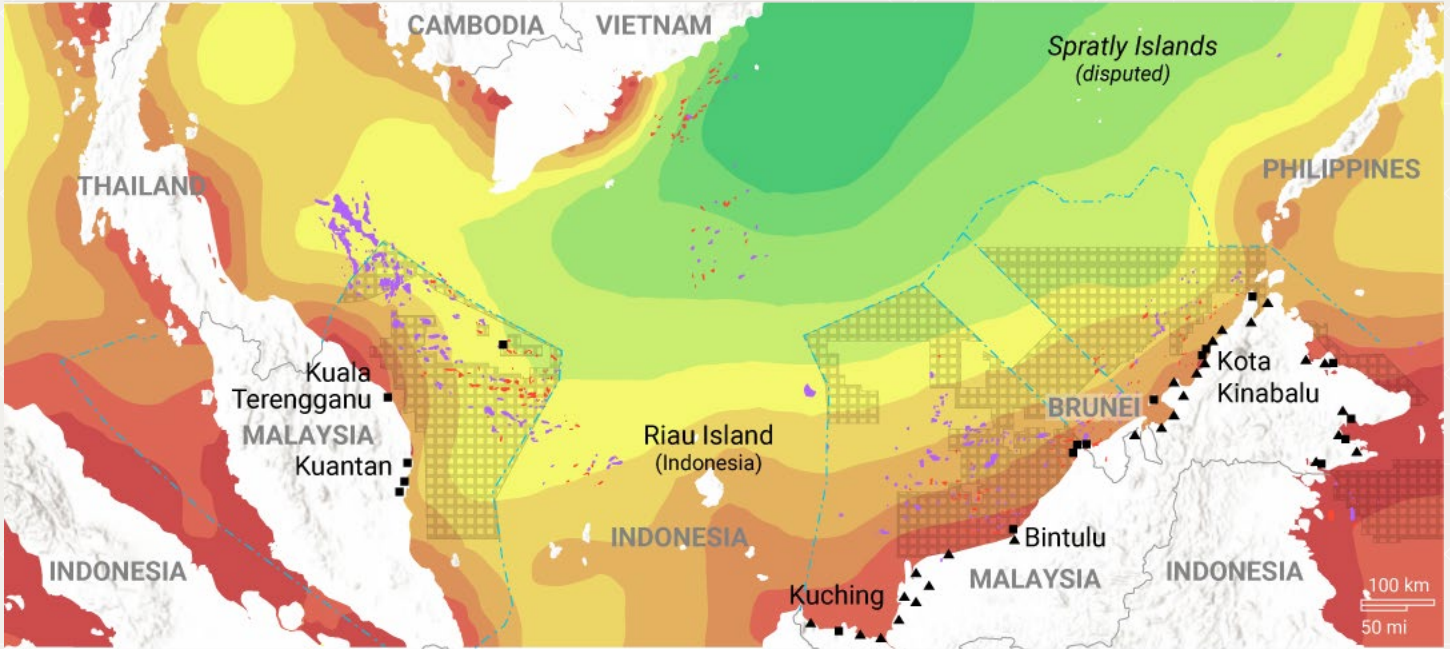 CAMBODIA
VIETNAM
Spratly Islands
(disputed)
THAILAND
PHILIPPINES
Kuala
Terengganu
MALAYSIA
Kuantan
Riau Island
(Indonesia)
BRUNEI
Kota
Kinabalu
INDONESIA
Bintulu
INDONESIA
MALAYSIA
INDONESIA
Kuching
100 km
50 mi